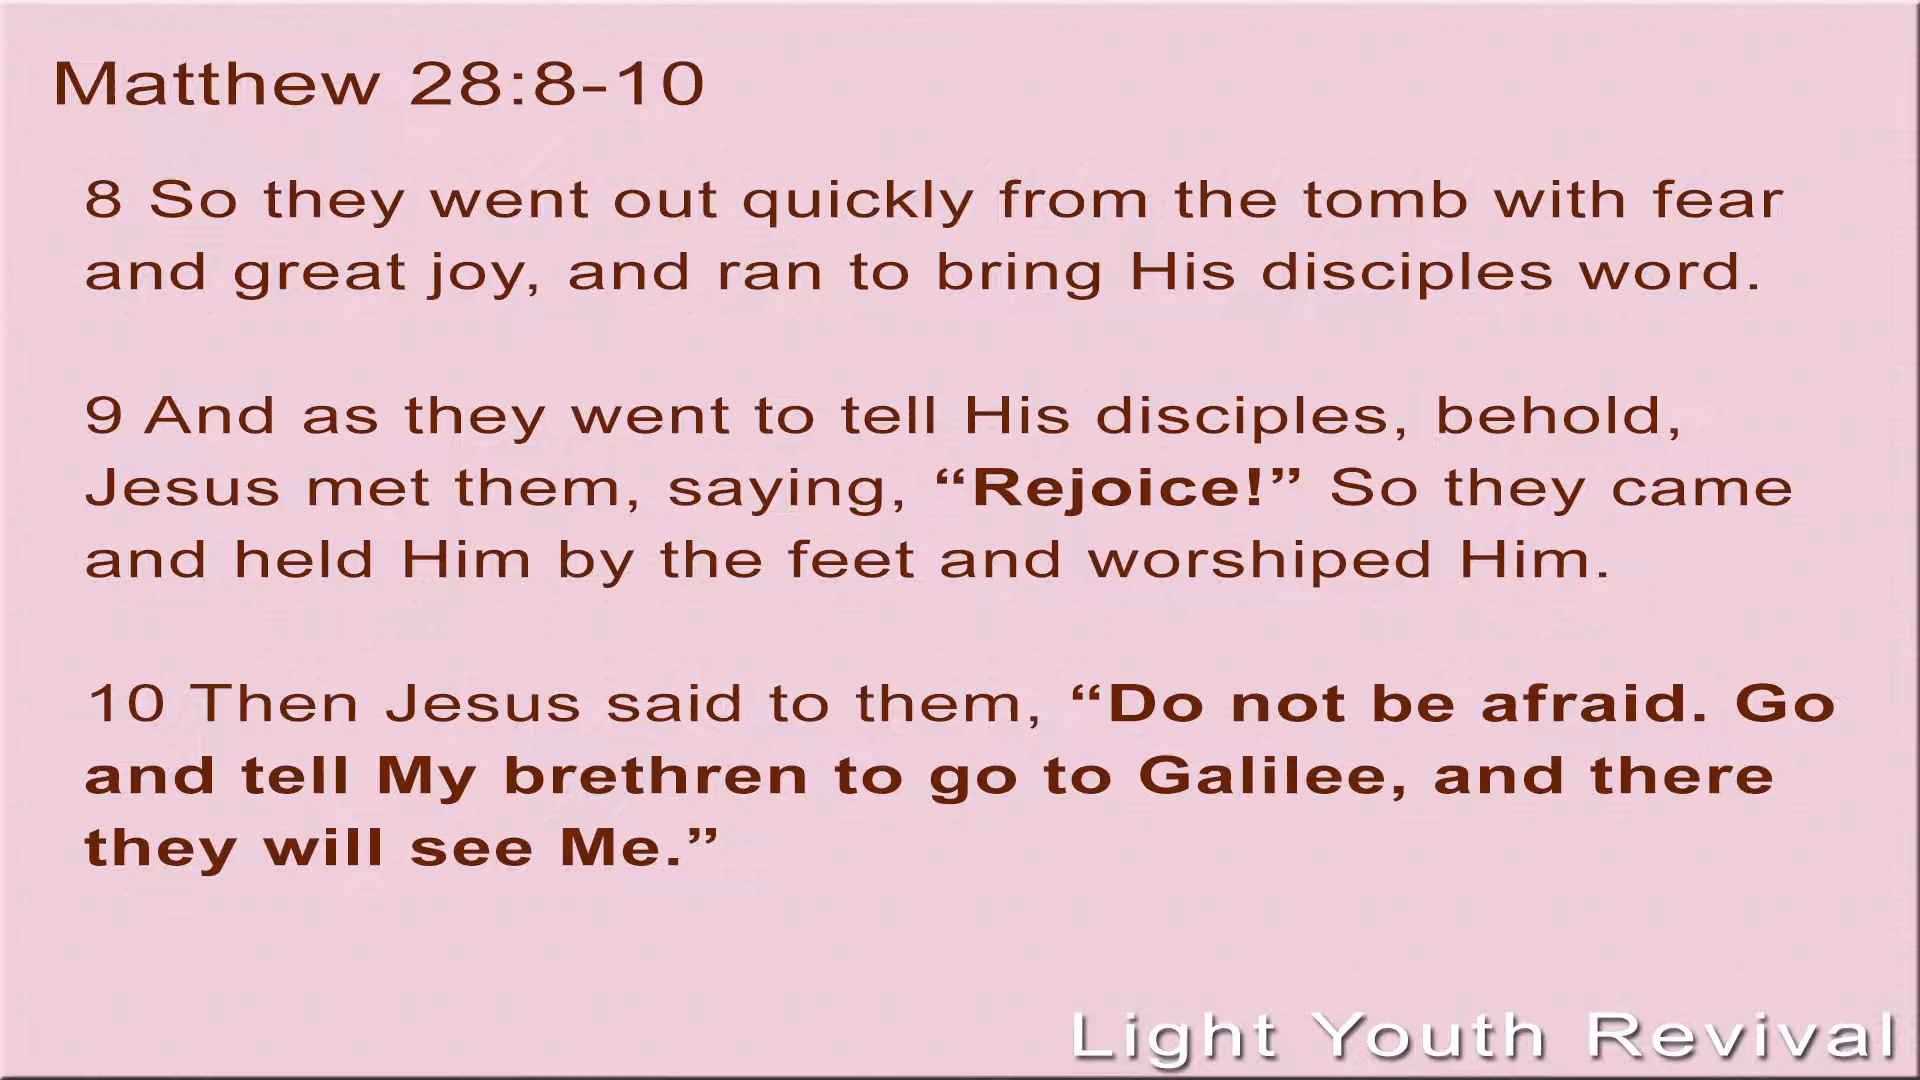 Matthew 28:8-10
8 So they went out quickly from the tomb with fear
and great joy, and ran to bring His disciples word.
9 And as they went to tell His disciples, behold,
Jesus met them, saying, “Rejoice!” So they came
and held Him by the feet and worshiped Him.
10 Then Jesus said to them, “Do not be afraid. Go
and tell My brethren to go to Galilee, and there
they will see Me.”
Light Youth Revival